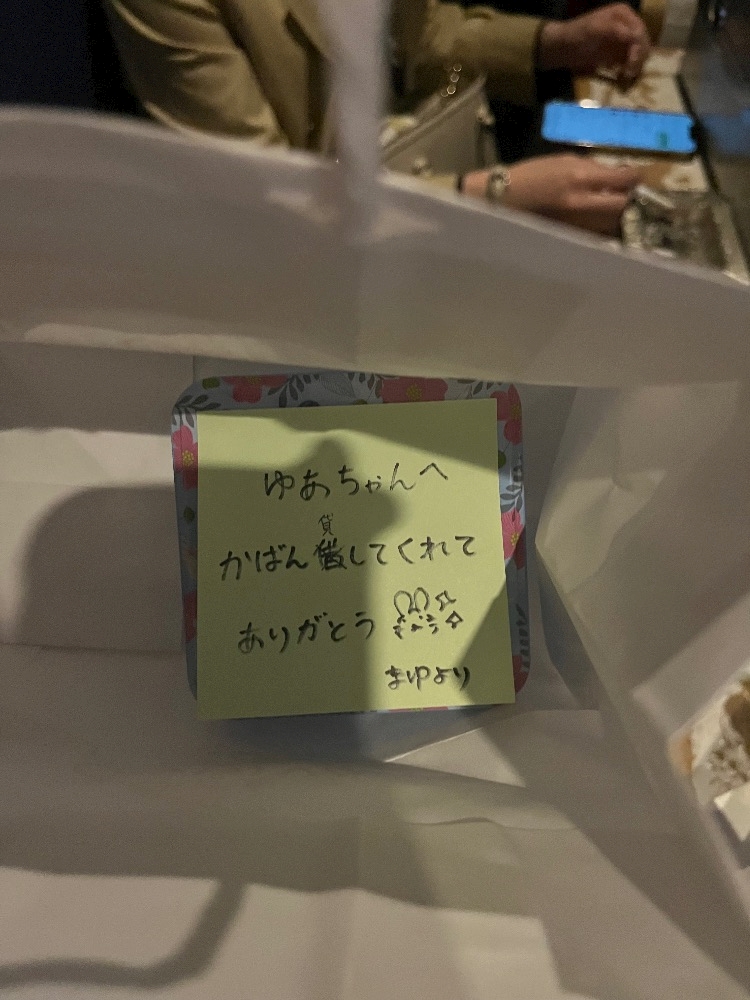 ゆあちゃんへ
貸
かばん してくれて
ありがとう
まゆより